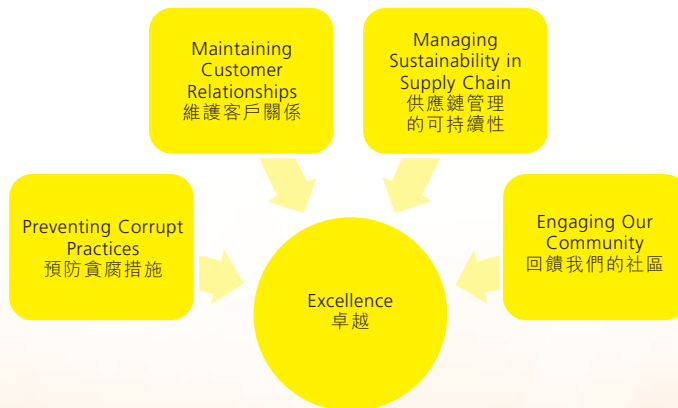 Maintaining
Customer
Relationships
維護客戶關係
Managing
Sustainability in
Supply Chain
供應鏈管理
的可持續性
Preventing Corrupt
Practices
預防貪腐措施
Engaging Our
Community
回饋我們的社區
Excellence
卓越